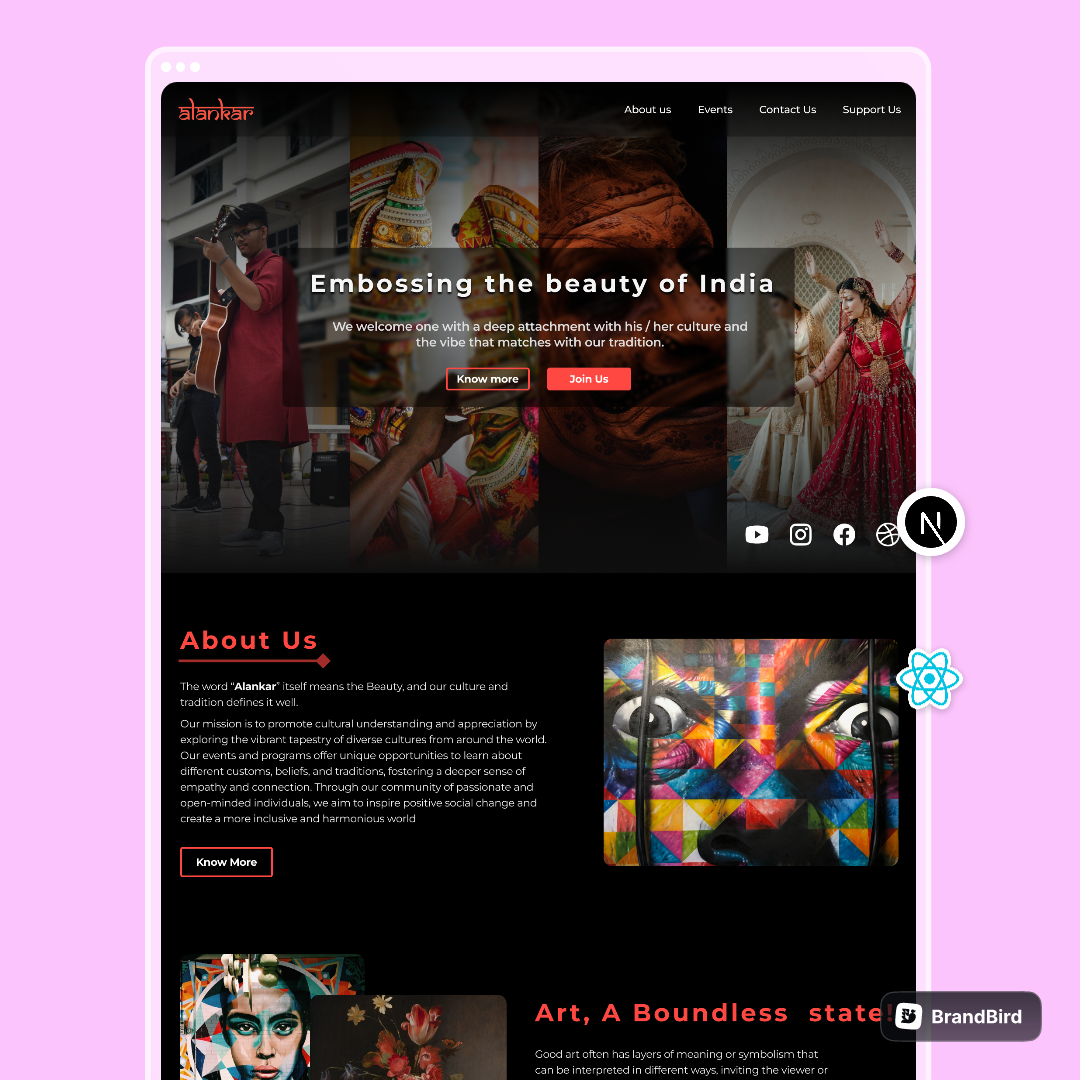 alankar
About us Events Contact Us Support Us
Embossing the beauty of India
We welcome one with a deep attachment with his / her culture and
the vibe that matches with our tradition.
Know more Join Us
N
About Us
The word “Alankar” itself means the Beauty, and our culture and
tradition defines it well.
Our mission is to promote cultural understanding and appreciation by
exploring the vibrant tapestry of diverse cultures from around the world.
Our events and programs offer unique opportunities to learn about
different customs, beliefs, and traditions, fostering a deeper sense of
empathy and connection. Through our community of passionate and
open-minded individuals, we aim to inspire positive social change and
create a more inclusive and harmonious world
Know More
Art, A Boundless state!
Good art often has layers of meaning or symbolism that
can be interpreted in different ways, inviting the viewer or
BrandBird